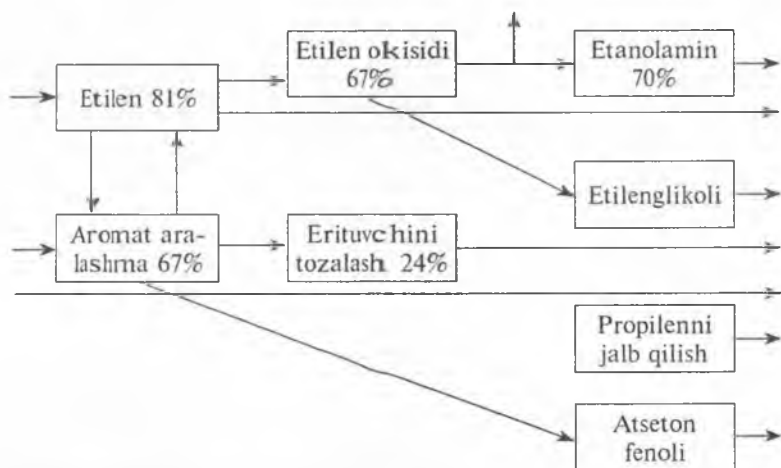 Etilen okisidi
67%
Etanolamin
70%
Etilen 81%
Etilenglikoli
Aromat ara-
lashma 67%
Erituvchini
tozalash 24%
Propilenni
jalb qilish
Atseton
fenoli